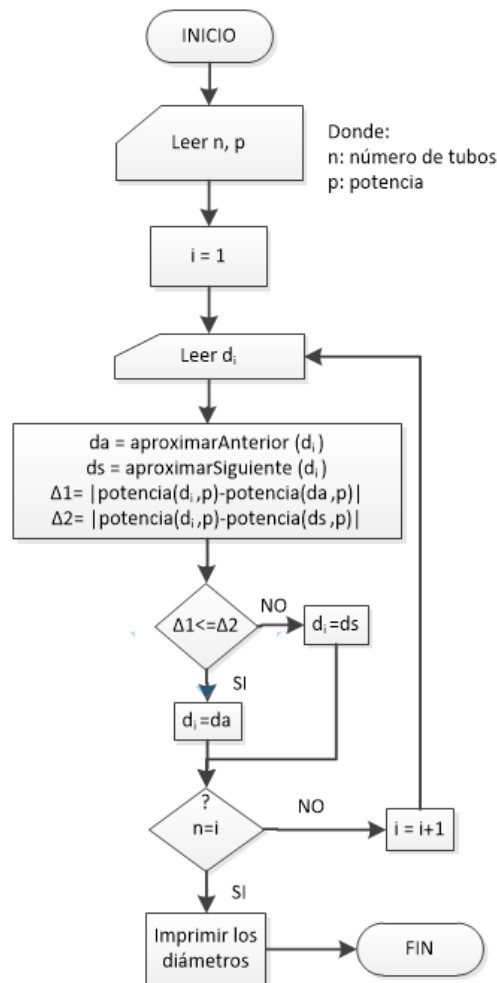 INICIO
Leer n, p
Donde:
n: número de tubos
p: potencia
i = 1
Leer dᵢ
da = aproximarAnterior (dᵢ)
ds = aproximarSiguiente (dᵢ)
Δ1= |potencia(dᵢ,p)-potencia(da,p)|
Δ2= |potencia(dᵢ,p)-potencia(ds,p)|
Δ1<=Δ2
NO
dᵢ=ds
SI
dᵢ=da
?
n=i
NO
i = i+1
SI
Imprimir los
diámetros
FIN